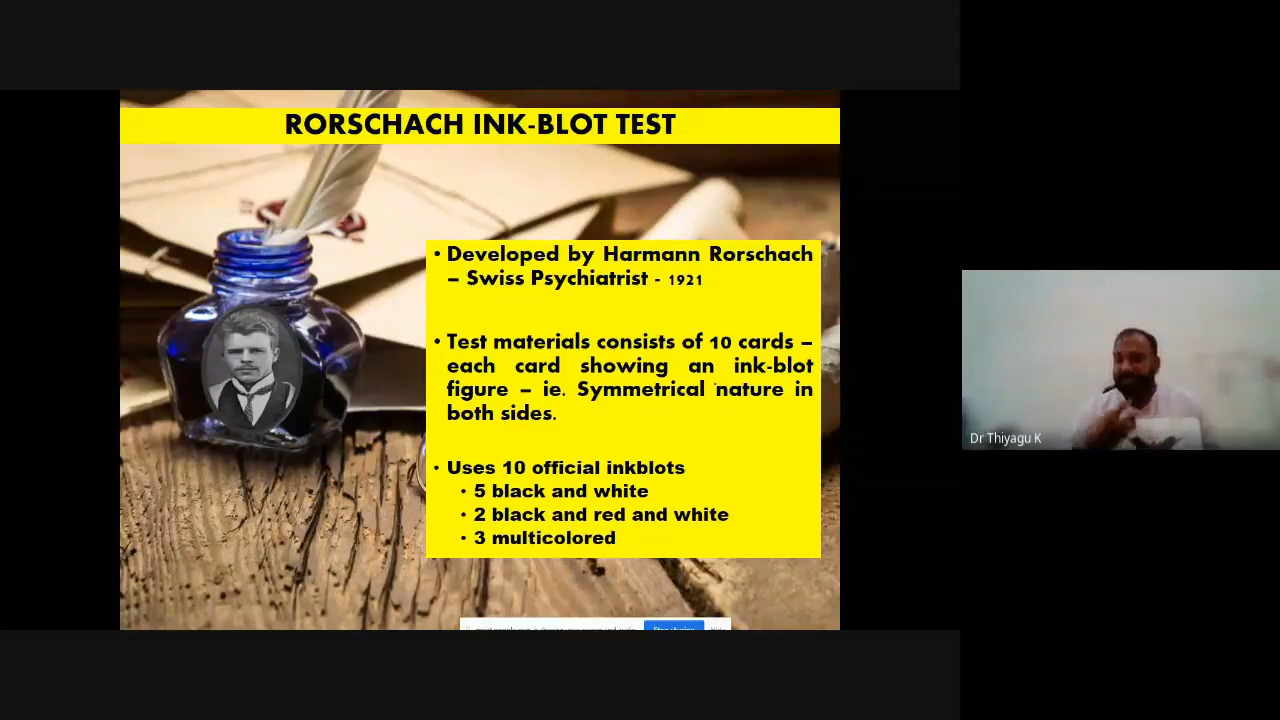 RORSCHACH INK-BLOT TEST
• Developed by Harmann Rorschach
– Swiss Psychiatrist - 1921
• Test materials consists of 10 cards –
each card showing an ink-blot
figure – ie. Symmetrical nature in
both sides.
• Uses 10 official inkblots
• 5 black and white
• 2 black and red and white
• 3 multicolored
Dr Thiyagu K